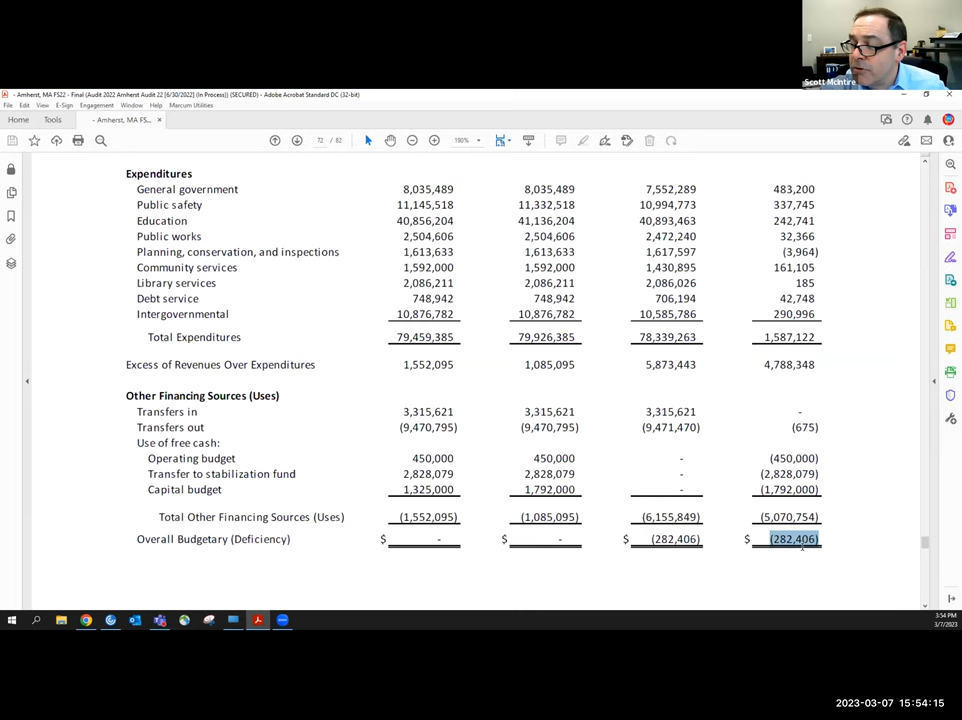 Scott McIntire
- Amherst, MA FS22 - Final (Audit 2022 Amherst Audit 22 [6/30/2022] (In Process)) (SECURED) - Adobe Acrobat Standard DC (32-bit)
File Edit View E-Sign Engagement Window Help Marcum Utilities
Home Tools - Amherst, MA FS... ×
72 / 82 190%
Expenditures
General government 8,035,489 8,035,489 7,552,289 483,200
Public safety 11,145,518 11,332,518 10,994,773 337,745
Education 40,856,204 41,136,204 40,893,463 242,741
Public works 2,504,606 2,504,606 2,472,240 32,366
Planning, conservation, and inspections 1,613,633 1,613,633 1,617,597 (3,964)
Community services 1,592,000 1,592,000 1,430,895 161,105
Library services 2,086,211 2,086,211 2,086,026 185
Debt service 748,942 748,942 706,194 42,748
Intergovernmental 10,876,782 10,876,782 10,585,786 290,996
Total Expenditures 79,459,385 79,926,385 78,339,263 1,587,122
Excess of Revenues Over Expenditures 1,552,095 1,085,095 5,873,443 4,788,348
Other Financing Sources (Uses)
Transfers in 3,315,621 3,315,621 3,315,621 -
Transfers out (9,470,795) (9,470,795) (9,471,470) (675)
Use of free cash:
Operating budget 450,000 450,000 - (450,000)
Transfer to stabilization fund 2,828,079 2,828,079 - (2,828,079)
Capital budget 1,325,000 1,792,000 - (1,792,000)
Total Other Financing Sources (Uses) (1,552,095) (1,085,095) (6,155,849) (5,070,754)
Overall Budgetary (Deficiency) $ - $ - $ (282,406) $ (282,406)
3:54 PM
3/7/2023
2023-03-07 15:54:15